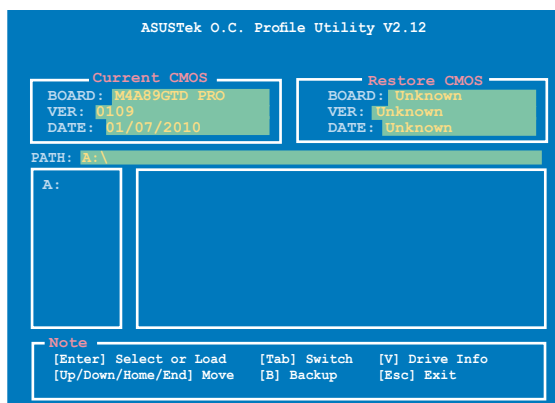 ASUSTek O.C. Profile Utility V2.12
Current CMOS
BOARD: M4A89GTD PRO
VER: 0109
DATE: 01/07/2010
Restore CMOS
BOARD: Unknown
VER: Unknown
DATE: Unknown
PATH: A:\
A:
Note
[Enter] Select or Load [Tab] Switch [V] Drive Info
[Up/Down/Home/End] Move [B] Backup [Esc] Exit